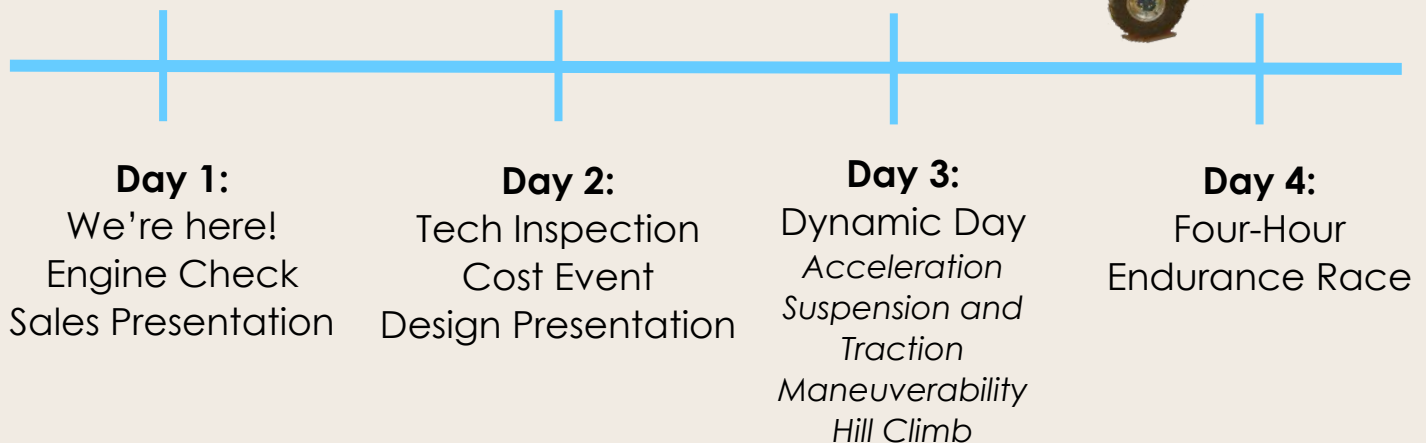 Day 1:
We're here!
Engine Check
Sales Presentation
Day 2:
Tech Inspection
Cost Event
Design Presentation
Day 3:
Dynamic Day
Acceleration
Suspension and
Traction
Maneuverability
Hill Climb
Day 4:
Four-Hour
Endurance Race